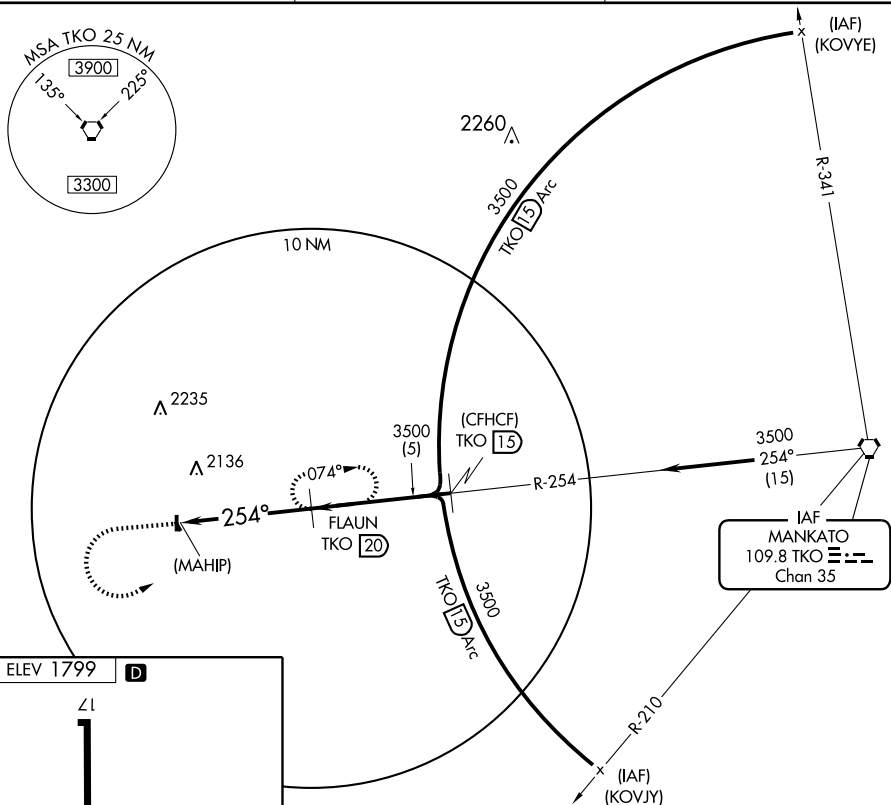 MSA TKO 25 NM
3900
135°
225°
3300
(IAF)
(KOVYE)
2260
R-341
3500
TKO 15 Arc
10 NM
2235
2136
074°
3500
(5)
(CFHCF)
TKO 15
3500
254°
(15)
R-254
254°
FLAUN
TKO 20
(MAHIP)
IAF
MANKATO
109.8 TKO
Chan 35
3500
TKO 15 Arc
R-210
(IAF)
(KOVJY)
ELEV 1799 D
17